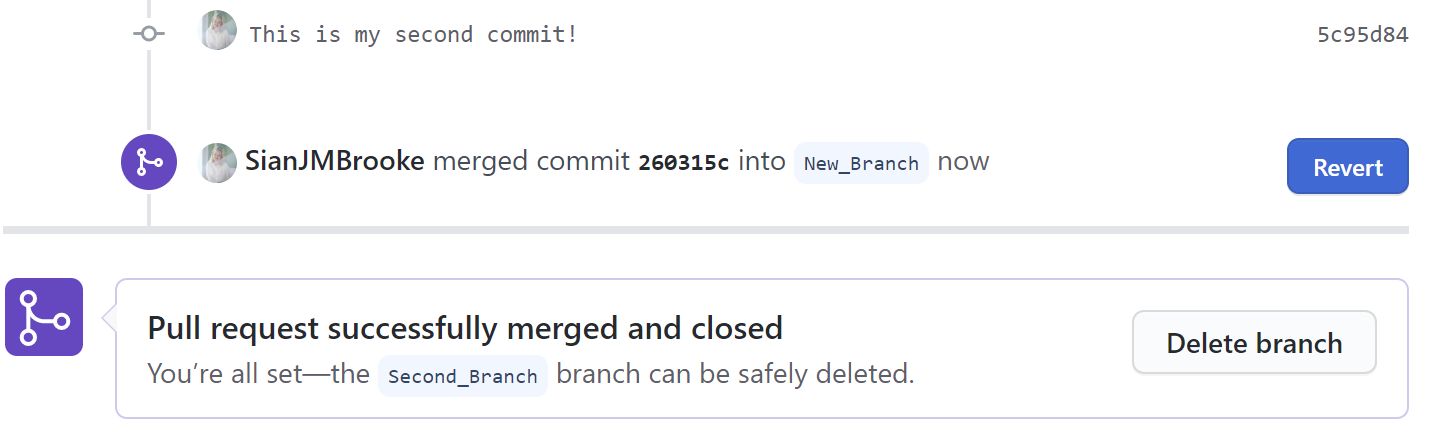 This is my second commit! 5c95d84
SianJMBrooke merged commit 260315c into New_Branch now Revert
Pull request successfully merged and closed
You’re all set—the Second_Branch branch can be safely deleted.
Delete branch